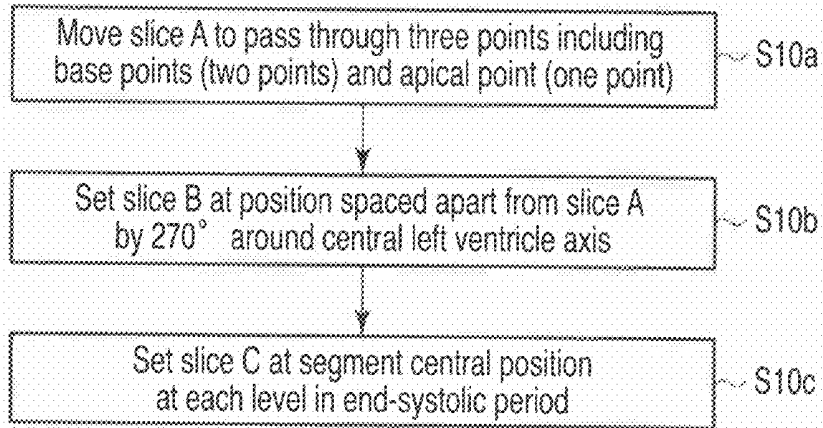 Move slice A to pass through three points including
base points (two points) and apical point (one point)
S10a
Set slice B at position spaced apart from slice A
by 270° around central left ventricle axis
S10b
Set slice C at segment central position
at each level in end-systolic period
S10c